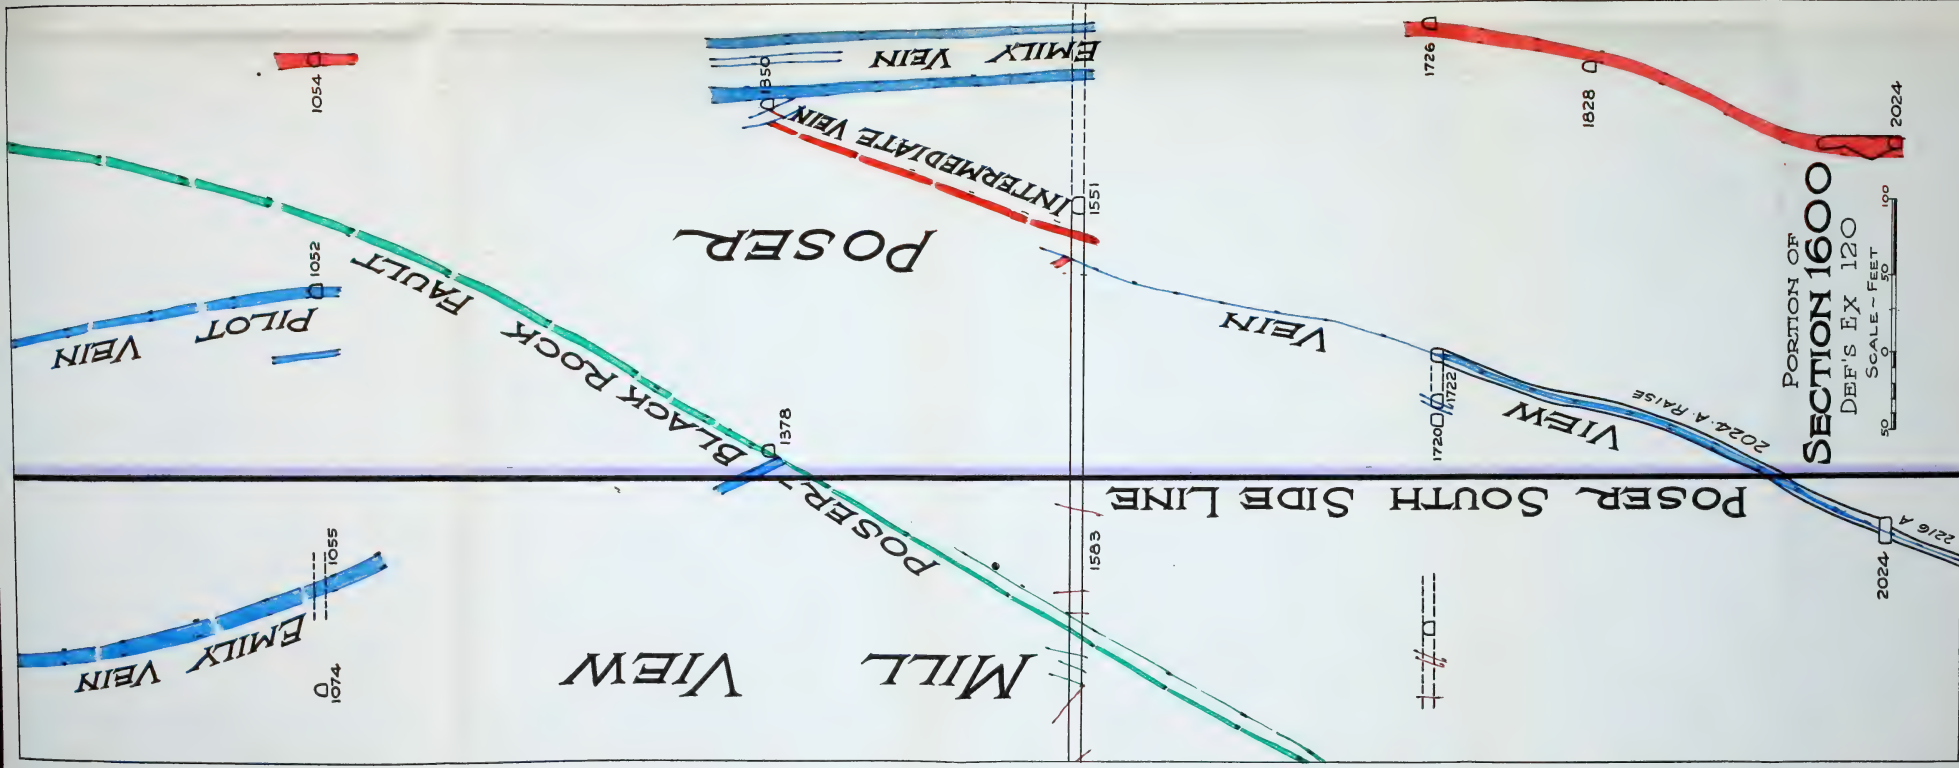 PORTION OF
SECTION 1600
DEF'S EX 120
SCALE ~ FEET
50 0 50 100
EMILY VEIN
INTERMEDIATE VEIN
POSER
PILOT VEIN
POSER - BLACK ROCK FAULT
EMILY VEIN
MILL VIEW
POSER SOUTH SIDE LINE
VIEW VEIN
2024·A·RAISE
2216 A
1054
1052
1055
1074
1350
1378
1551
1583
1726
1828
1722
1720
2024
2024